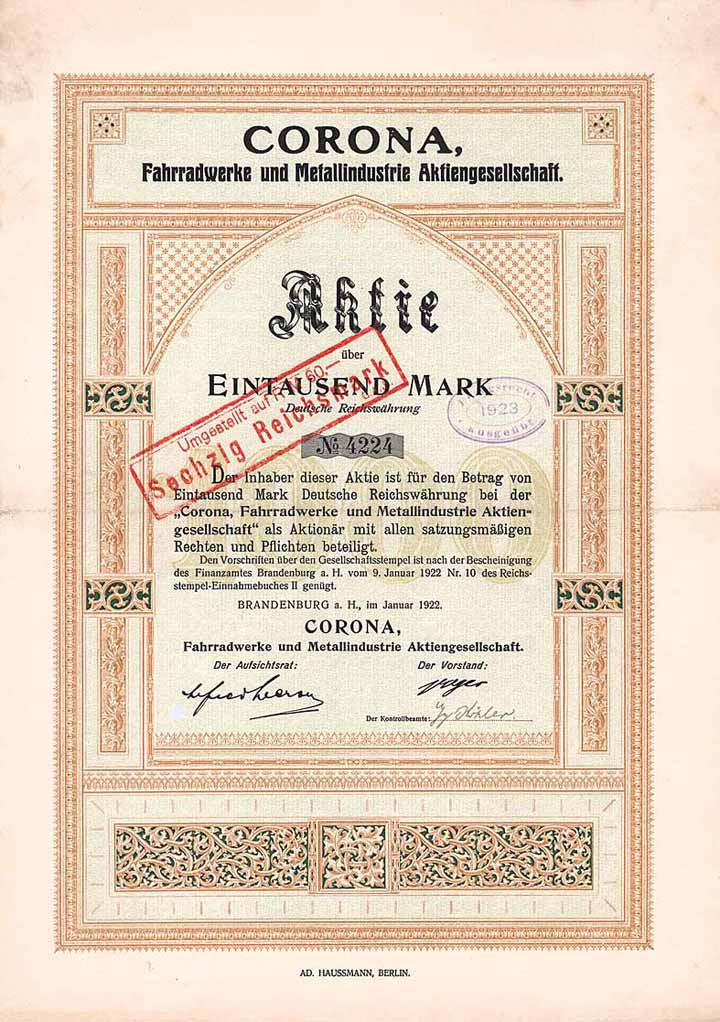 CORONA,
Fahrradwerke und Metallindustrie Aktiengesellschaft.
Aktie
über
EINTAUSEND MARK
Deutsche Reichswährung
Umgestellt auf 60.—
Sechzig Reichsmark
1923
ausgeübt
№ 4224
Der Inhaber dieser Aktie ist für den Betrag von
Eintausend Mark Deutsche Reichswährung bei der
„Corona, Fahrradwerke und Metallindustrie Aktien-
gesellschaft" als Aktionär mit allen satzungsmäßigen
Rechten und Pflichten beteiligt.
Den Vorschriften über den Gesellschaftsstempel ist nach der Bescheinigung
des Finanzamtes Brandenburg a. H. vom 9. Januar 1922 Nr. 10 des Reichs-
stempel-Einnahmebuches II genügt.
BRANDENBURG a. H., im Januar 1922.
CORONA,
Fahrradwerke und Metallindustrie Aktiengesellschaft.
Der Aufsichtsrat: Der Vorstand:
Der Kontrollbeamte:
AD. HAUSSMANN, BERLIN.